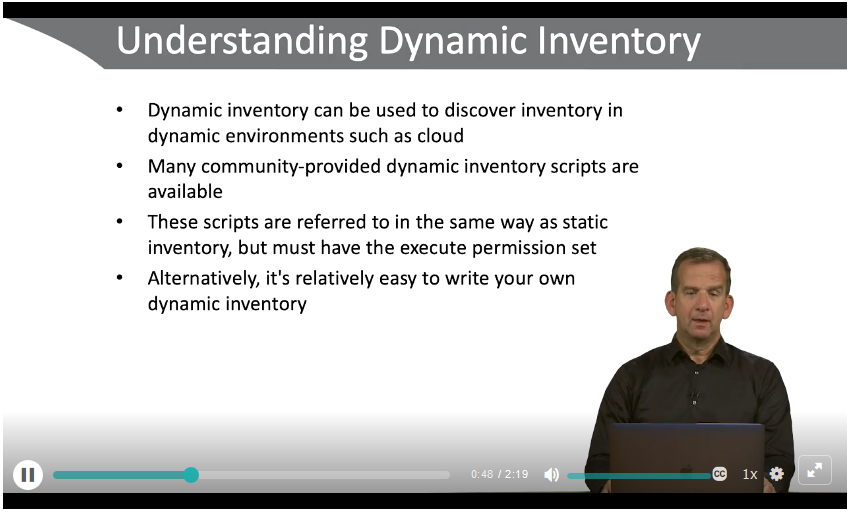 Understanding Dynamic Inventory
• Dynamic inventory can be used to discover inventory in
dynamic environments such as cloud
• Many community-provided dynamic inventory scripts are
available
• These scripts are referred to in the same way as static
inventory, but must have the execute permission set
• Alternatively, it's relatively easy to write your own
dynamic inventory
0:48 / 2:19 CC 1x